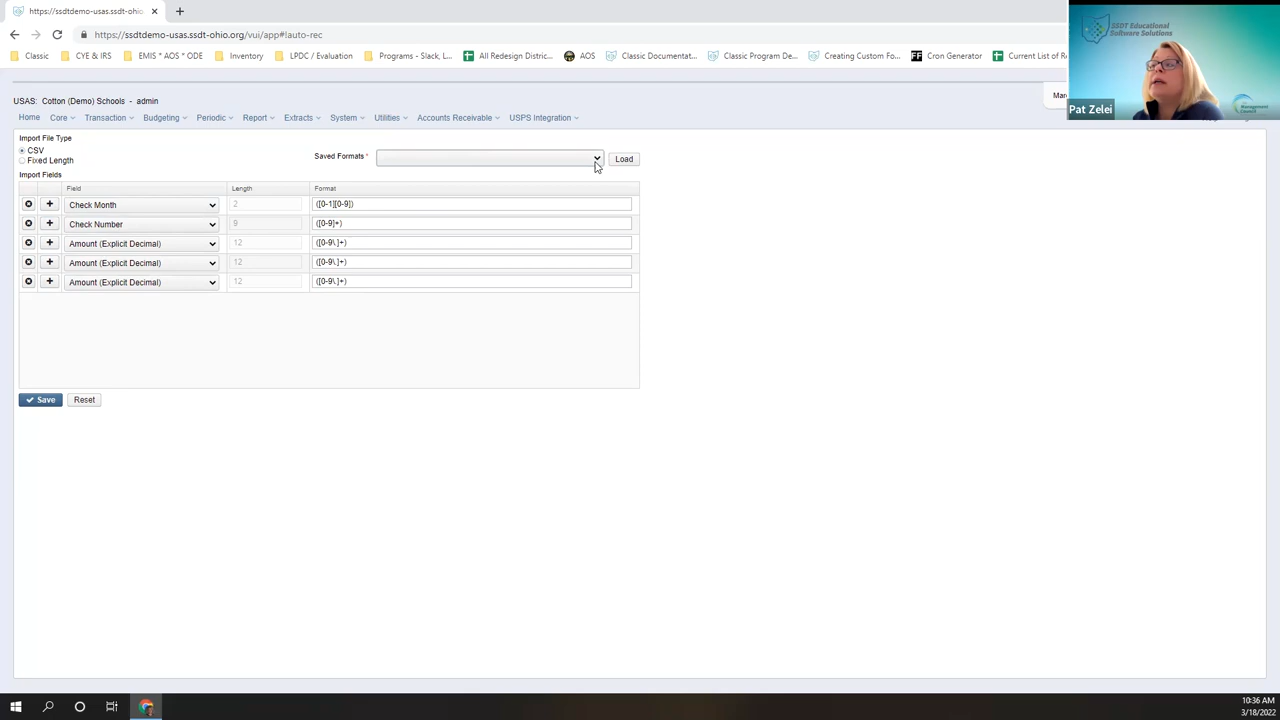 ssdtdemo-usas.ssdt-ohio.org/vui/
https://ssdtdemo-usas.ssdt-ohio.org/vui/app#!auto-rec
Classic CYE & IRS EMIS * AOS * ODE Inventory LPDC / Evaluation Programs - Slack, L... All Redesign Distric... AOS Classic Documentat... Classic Program De... Creating Custom Fo... Cron Generator Current List of R
SSDT Educational
Software Solutions
Management
Council
Pat Zelei
USAS: Cotton (Demo) Schools - admin
Home Core Transaction Budgeting Periodic Report Extracts System Utilities Accounts Receivable USPS Integration
Import File Type
CSV
Fixed Length
Saved Formats * Load
Import Fields
Field Length Format
Check Month 2 ([0-1][0-9])
Check Number 9 ([0-9]+)
Amount (Explicit Decimal) 12 ([0-9\.]+)
Amount (Explicit Decimal) 12 ([0-9\.]+)
Amount (Explicit Decimal) 12 ([0-9\.]+)
Save Reset
10:36 AM
3/18/2022